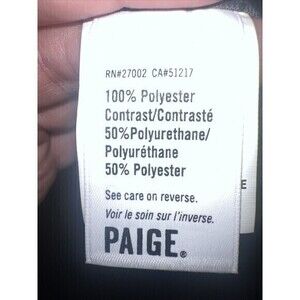 RN#27002 CA#51217
100% Polyester
Contrast/Contrasté
50%Polyurethane/
Polyuréthane
50% Polyester
See care on reverse.
Voir le soin sur l'inverse.
PAIGE®
E